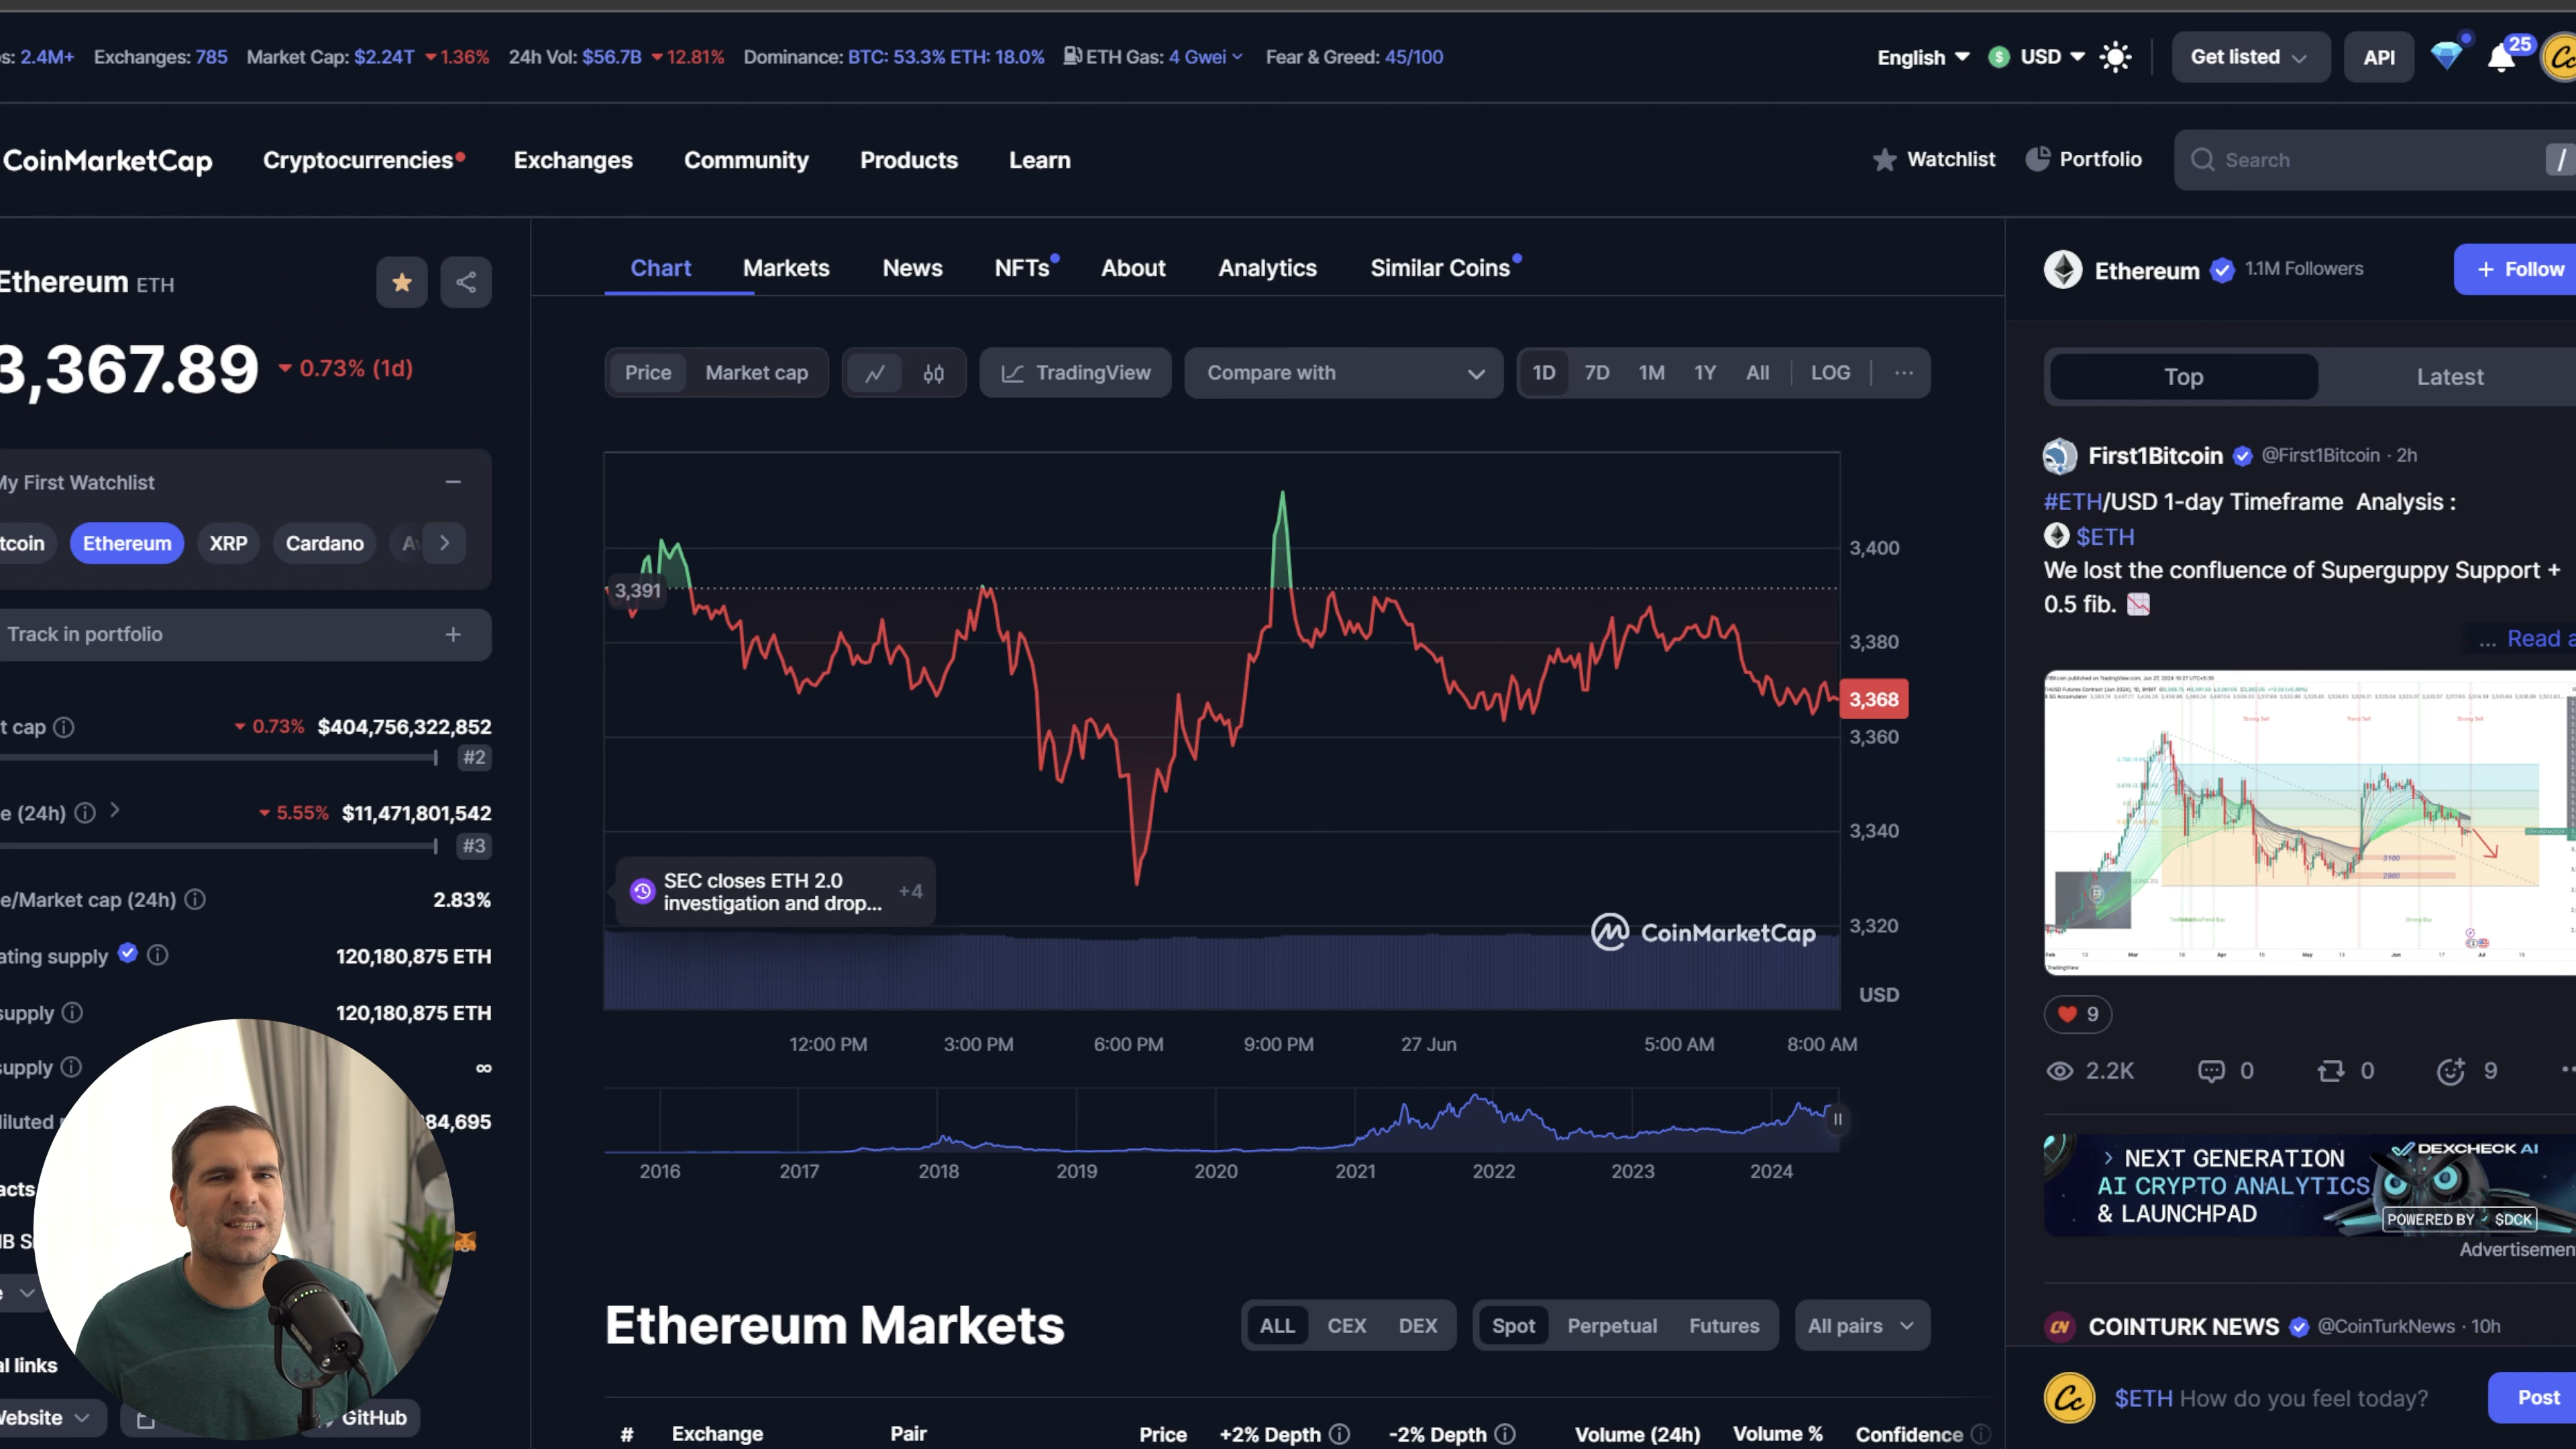 s: 2.4M+ Exchanges: 785 Market Cap: $2.24T 1.36% 24h Vol: $56.7B 12.81% Dominance: BTC: 53.3% ETH: 18.0% ETH Gas: 4 Gwei Fear & Greed: 45/100
English USD Get listed API 25
CoinMarketCap Cryptocurrencies Exchanges Community Products Learn
Watchlist Portfolio Search /
Ethereum ETH
3,367.89 0.73% (1d)
My First Watchlist
tcoin Ethereum XRP Cardano
Track in portfolio +
t cap 0.73% $404,756,322,852
#2
e (24h) 5.55% $11,471,801,542
#3
e/Market cap (24h) 2.83%
ating supply 120,180,875 ETH
supply 120,180,875 ETH
supply ∞
diluted 84,695
acts
al links
Website GitHub
Chart Markets News NFTs About Analytics Similar Coins
Price Market cap TradingView Compare with 1D 7D 1M 1Y All LOG ...
3,400
3,391
3,380
3,368
3,360
3,340
3,320
USD
SEC closes ETH 2.0
investigation and drop... +4
CoinMarketCap
12:00 PM 3:00 PM 6:00 PM 9:00 PM 27 Jun 5:00 AM 8:00 AM
2016 2017 2018 2019 2020 2021 2022 2023 2024
Ethereum Markets
ALL CEX DEX Spot Perpetual Futures All pairs
# Exchange Pair Price +2% Depth -2% Depth Volume (24h) Volume % Confidence
Ethereum 1.1M Followers + Follow
Top Latest
First1Bitcoin @First1Bitcoin · 2h
#ETH/USD 1-day Timeframe Analysis :
$ETH
We lost the confluence of Superguppy Support +
0.5 fib.
... Read a
3100
2900
9
2.2K 0 0 9
> NEXT GENERATION
AI CRYPTO ANALYTICS
& LAUNCHPAD
DEXCHECK AI
POWERED BY $DCK
Advertisemen
CN COINTURK NEWS @CoinTurkNews · 10h
Cc $ETH How do you feel today? Post